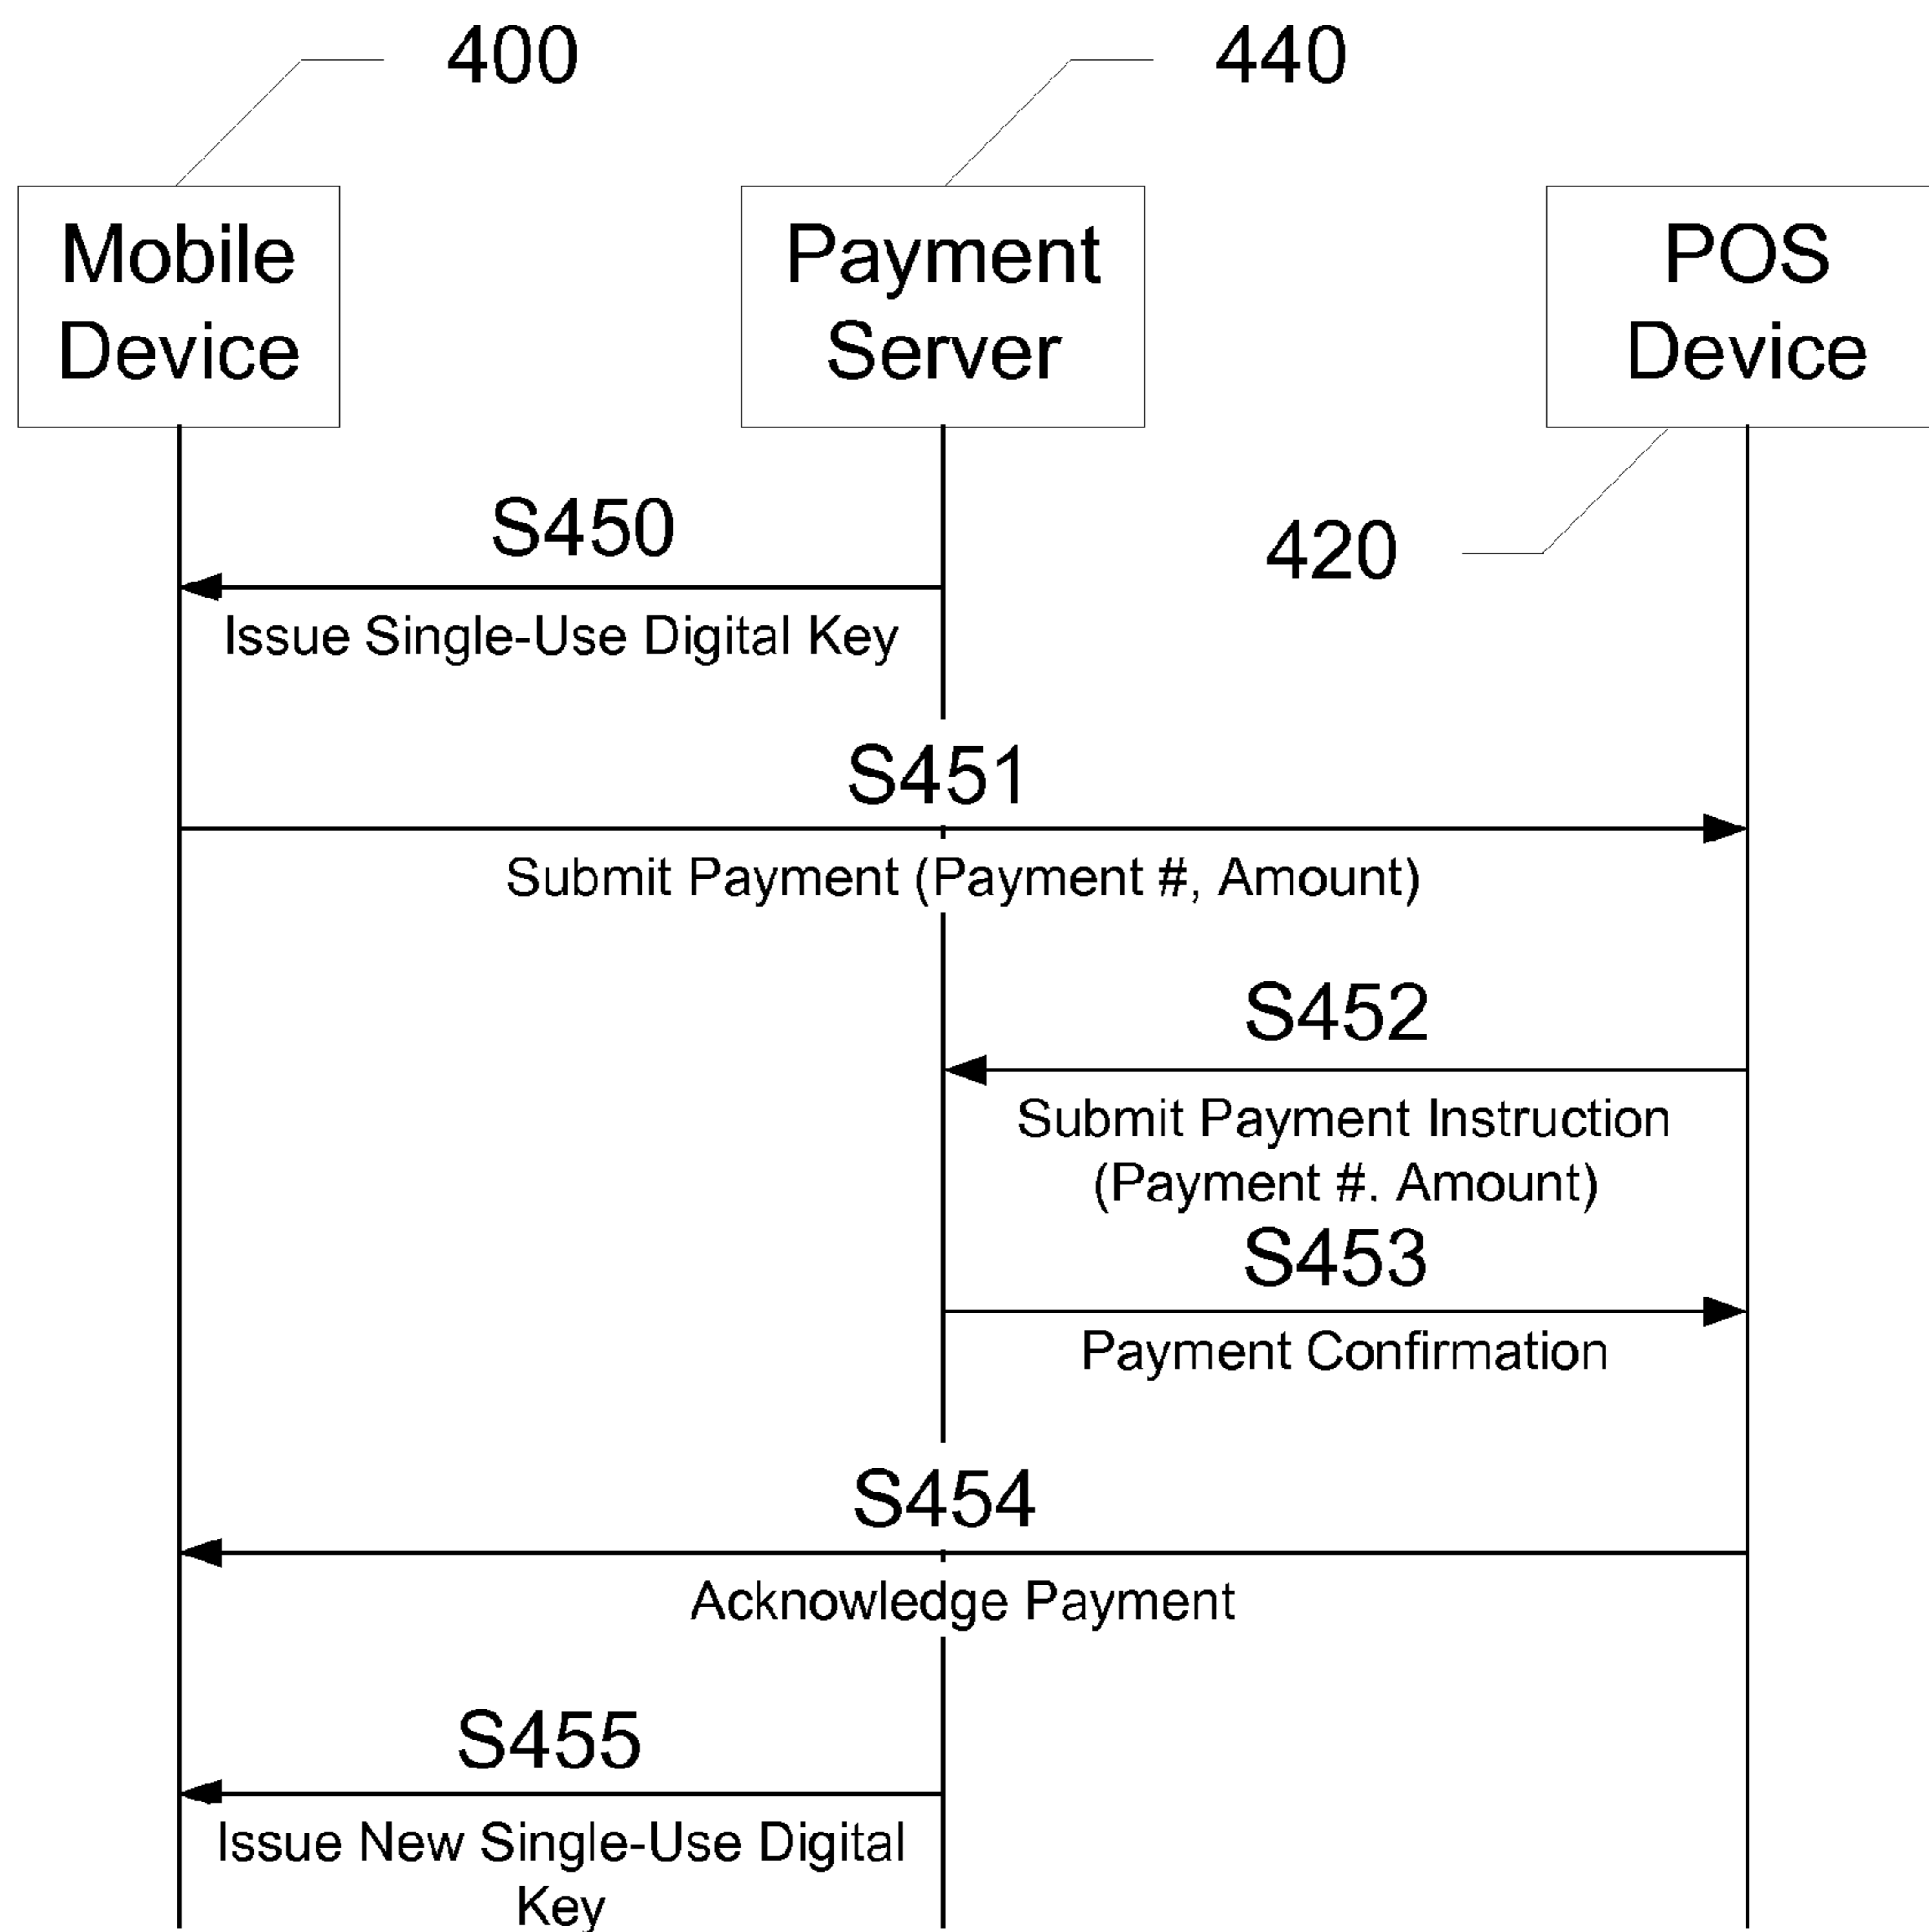 400
440
Mobile
Device
Payment
Server
POS
Device
S450
420
Issue Single-Use Digital Key
S451
Submit Payment (Payment #, Amount)
S452
Submit Payment Instruction
(Payment #. Amount)
S453
Payment Confirmation
S454
Acknowledge Payment
S455
Issue New Single-Use Digital
Key